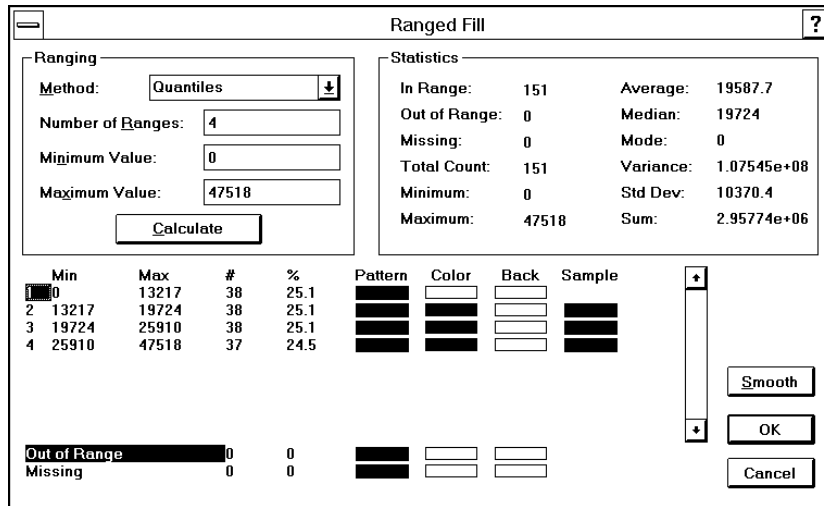 Ranged Fill ?
Ranging
Method: Quantiles
Number of Ranges: 4
Minimum Value: 0
Maximum Value: 47518
Calculate
Statistics
In Range: 151 Average: 19587.7
Out of Range: 0 Median: 19724
Missing: 0 Mode: 0
Total Count: 151 Variance: 1.07545e+08
Minimum: 0 Std Dev: 10370.4
Maximum: 47518 Sum: 2.95774e+06
Min Max # % Pattern Color Back Sample
1 0 13217 38 25.1
2 13217 19724 38 25.1
3 19724 25910 38 25.1
4 25910 47518 37 24.5
Smooth
OK
Out of Range 0 0
Missing 0 0
Cancel